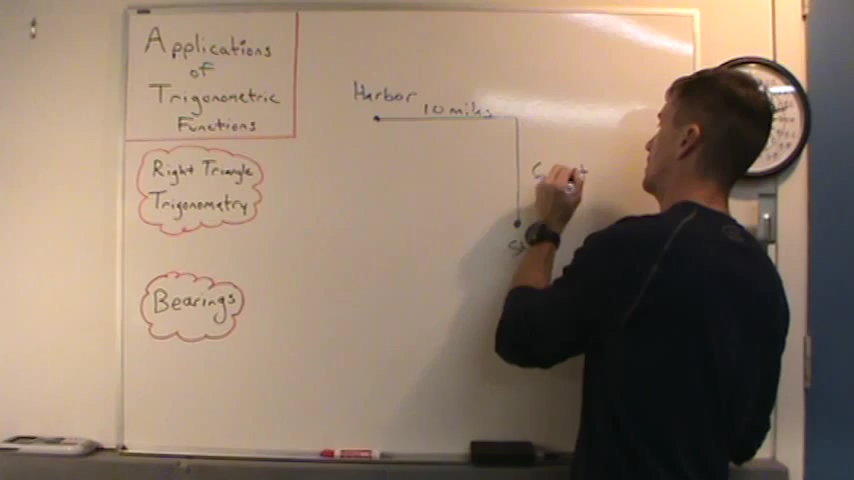 Applications
of
Trigonometric
Functions
Harbor
10 miles
Right Triangle
Trigonometry
Bearings